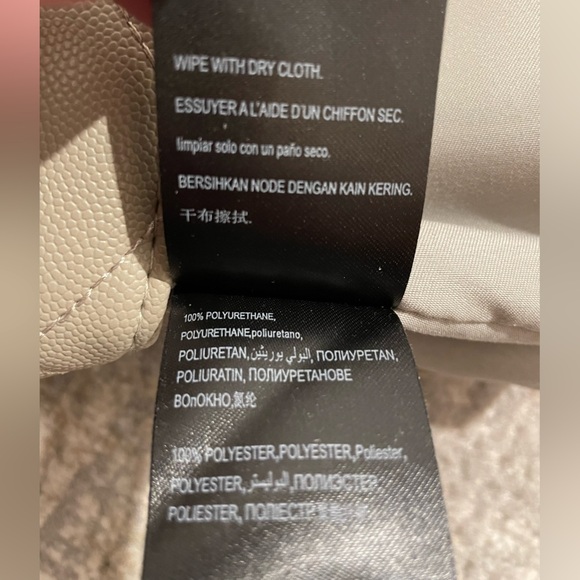 WIPE WITH DRY CLOTH.
ESSUYER A L'AIDE D'UN CHIFFON SEC.
limpiar solo con un paño seco.
BERSIHKAN NODE DENGAN KAIN KERING.
干布擦拭.
100% POLYURETHANE,
POLYURETHANE,poliuretano,
POLIURETAN,البولي يوريثين,ПОЛИУРЕТАН,
POLIURATIN, ПОЛИУРЕТАНОВЕ
ВОпОКНО,氨纶
100% POLYESTER,POLYESTER,Poliester,
POLYESTER,البوليستر,ПОЛИЭСТЕР
POLIESTER,